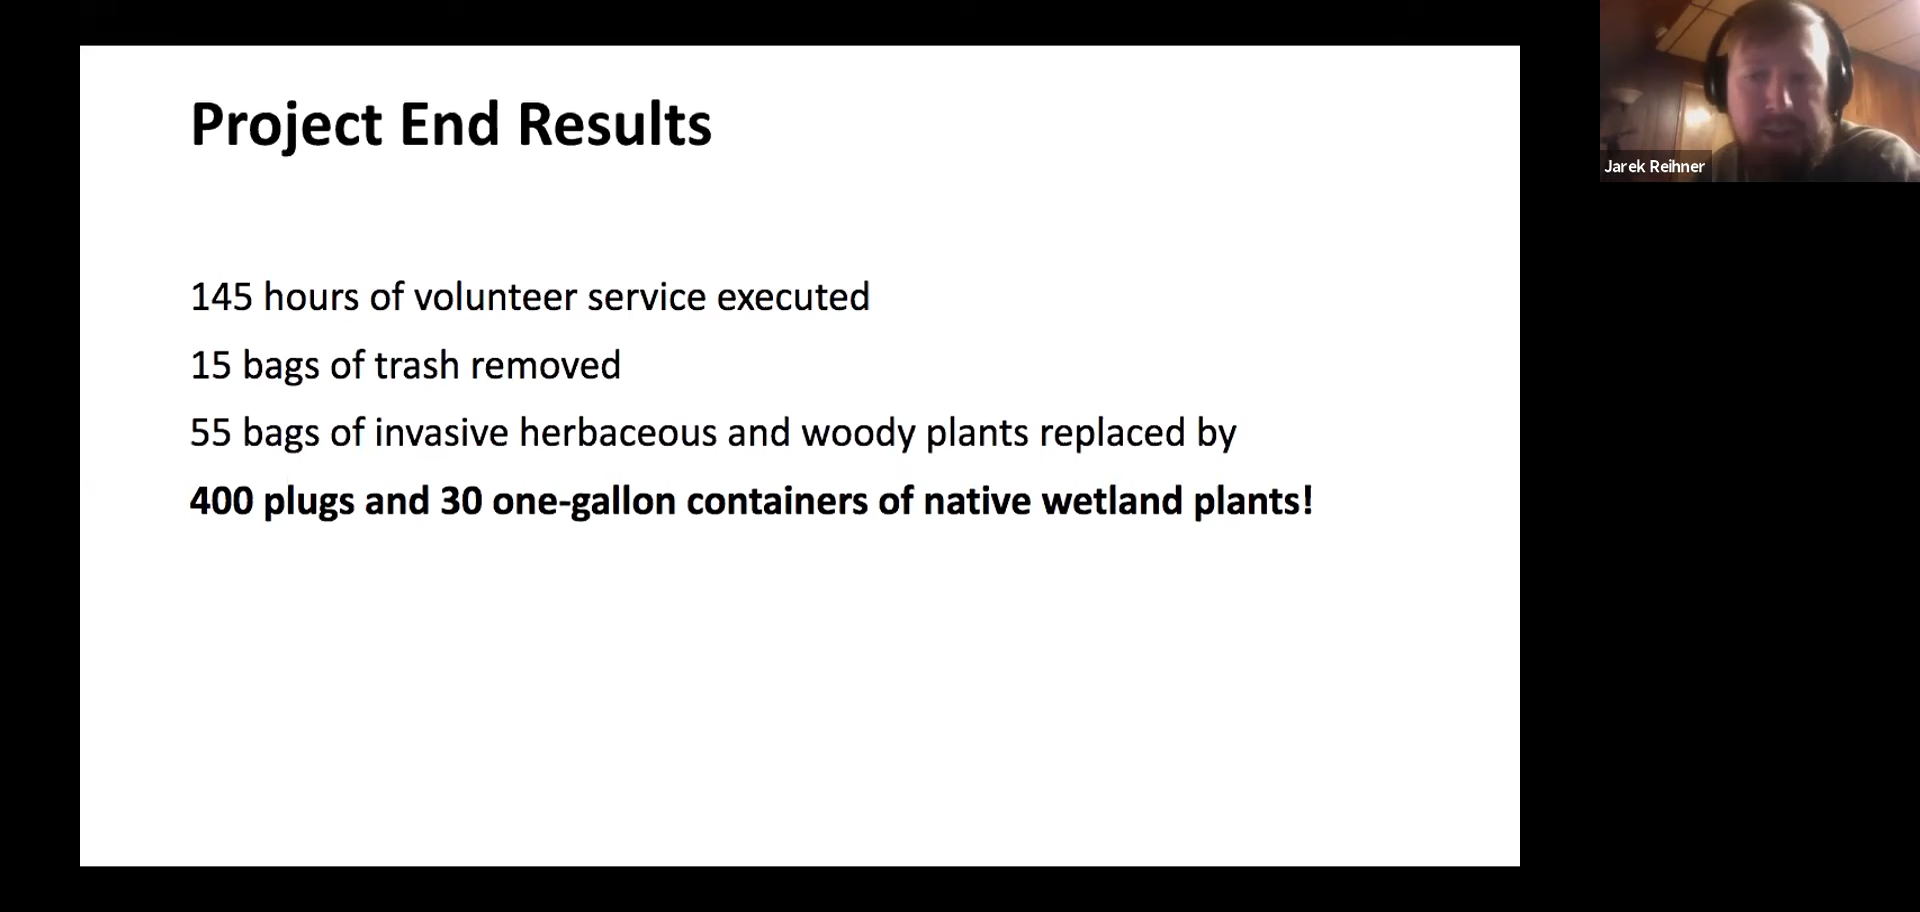 Project End Results
145 hours of volunteer service executed
15 bags of trash removed
55 bags of invasive herbaceous and woody plants replaced by
400 plugs and 30 one-gallon containers of native wetland plants!
Jarek Reihner